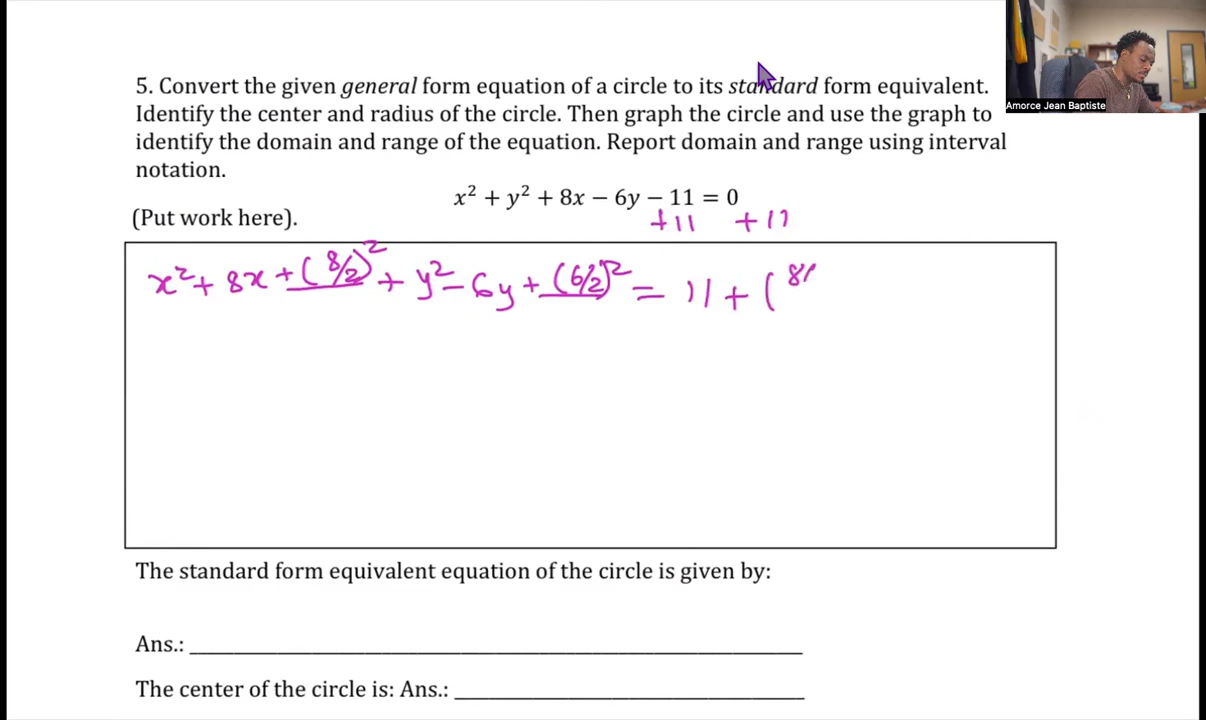 5. Convert the given general form equation of a circle to its standard form equivalent.
Identify the center and radius of the circle. Then graph the circle and use the graph to
identify the domain and range of the equation. Report domain and range using interval
notation.
x² + y² + 8x − 6y − 11 = 0
+11 +11
(Put work here).
x² + 8x + (8/2)² + y² − 6y + (6/2)² = 11 + (8/
The standard form equivalent equation of the circle is given by:
Ans.: ____________________
The center of the circle is: Ans.: ____________________
Amorce Jean Baptiste